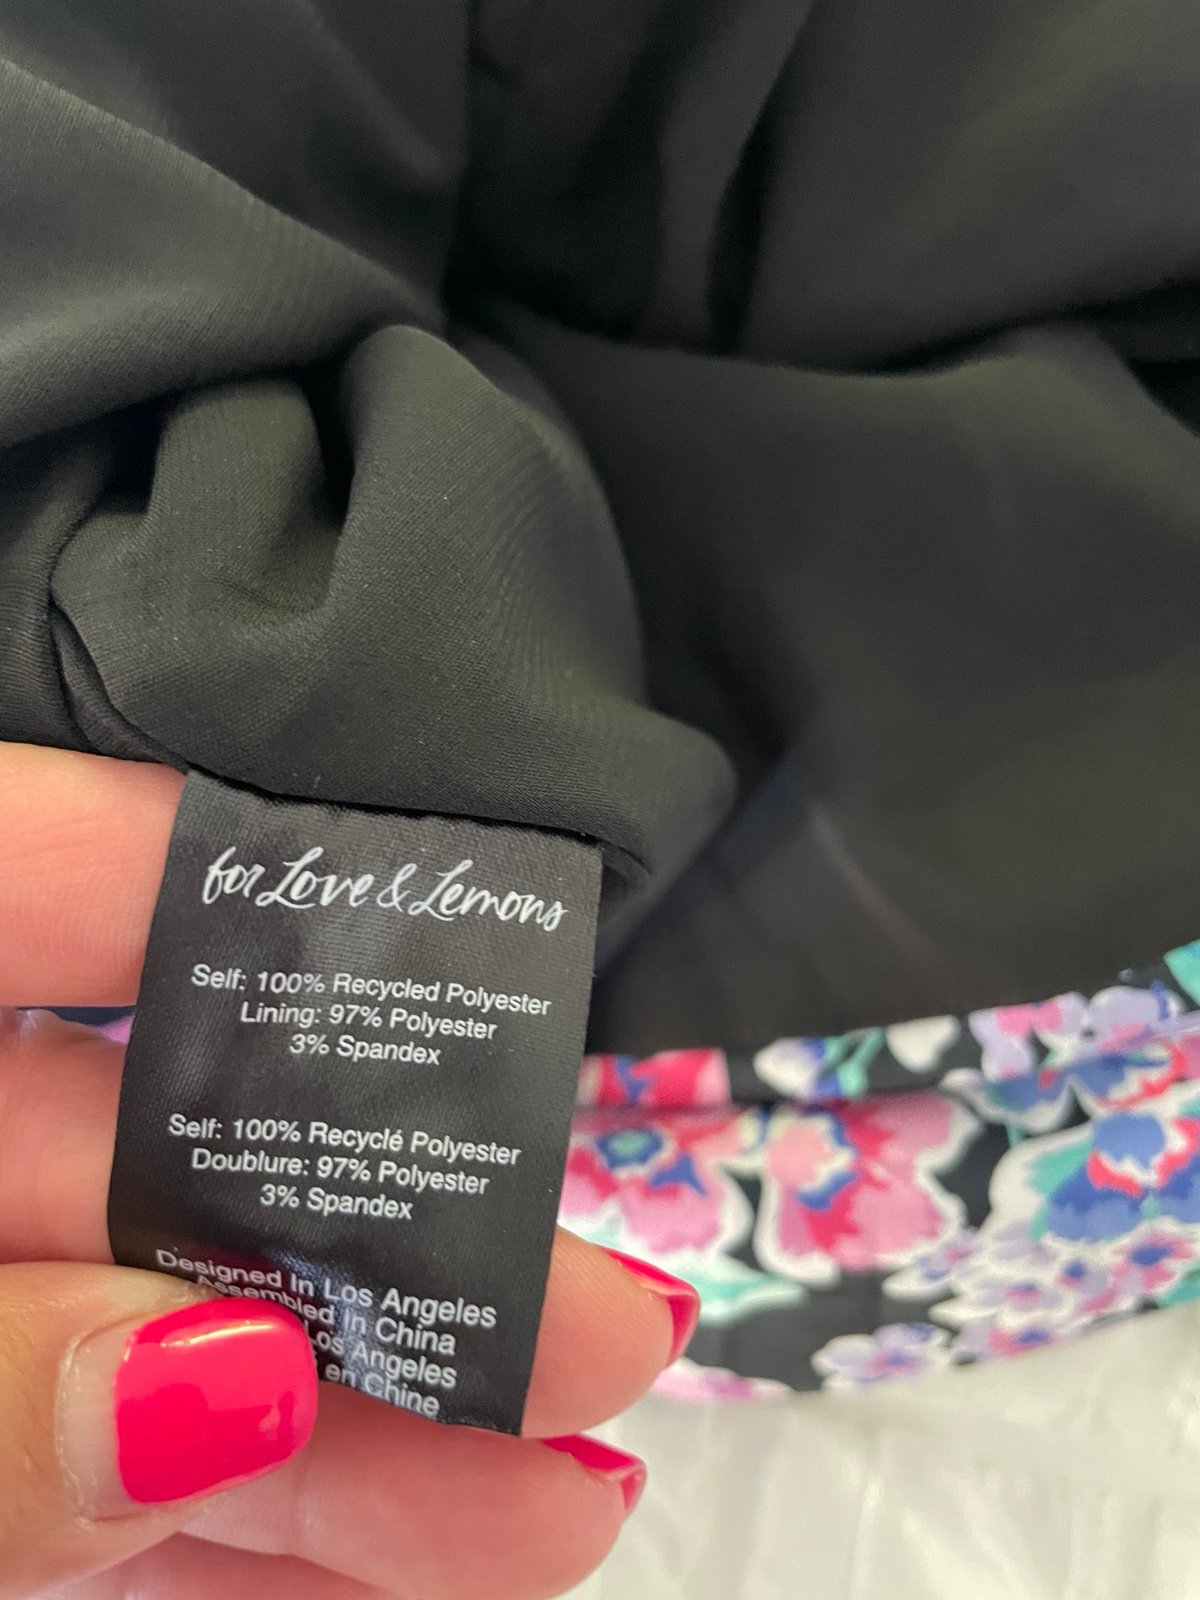 for Love & Lemons
Self: 100% Recycled Polyester
Lining: 97% Polyester
3% Spandex
Self: 100% Recyclé Polyester
Doublure: 97% Polyester
3% Spandex
Designed In Los Angeles
Assembled In China
Los Angeles
en Chine